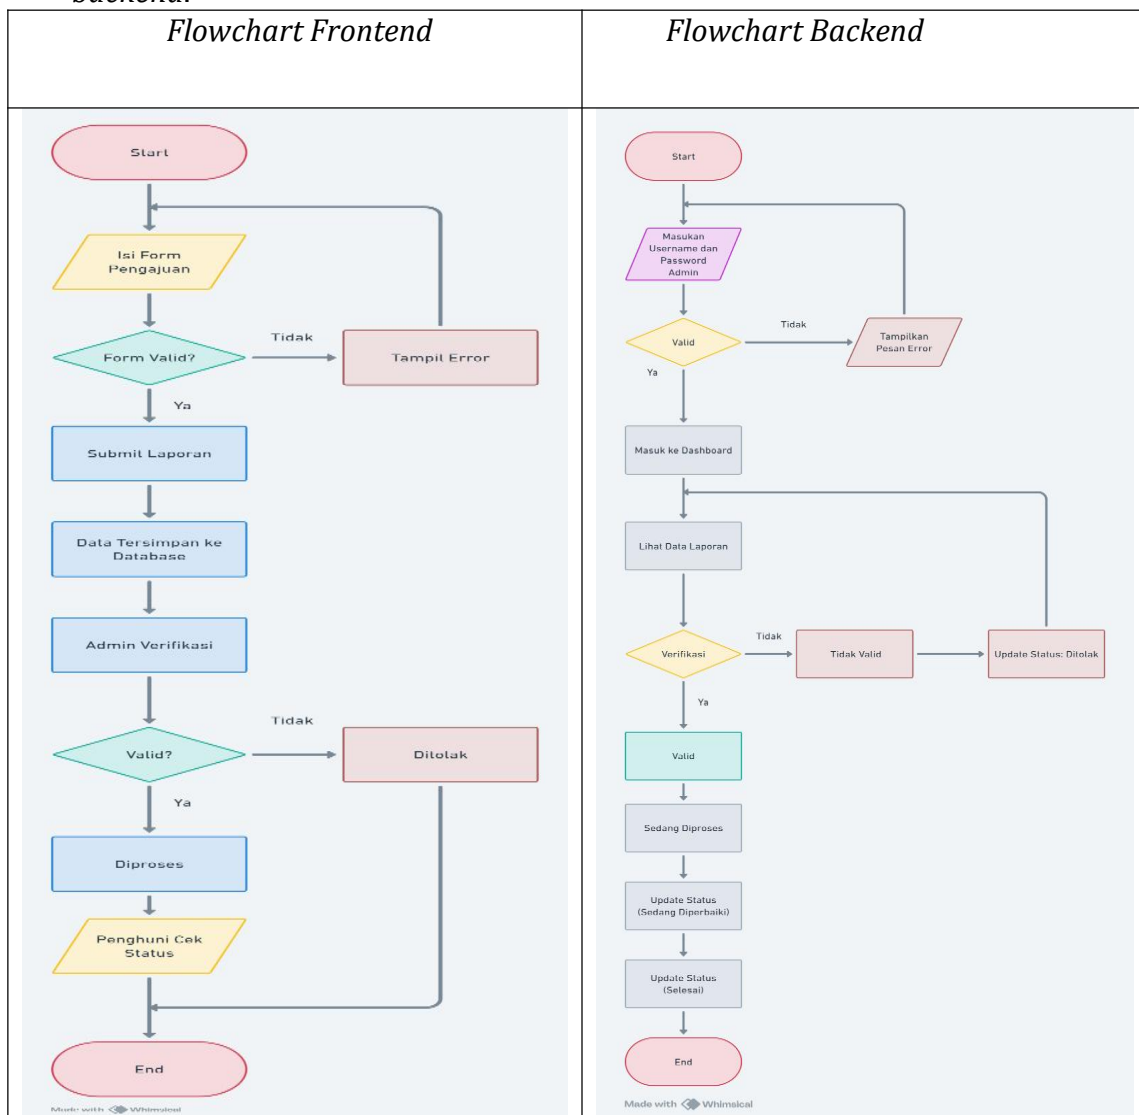 backend.
Flowchart Frontend
Flowchart Backend
Start
Isi Form
Pengajuan
Form Valid?
Tidak
Tampil Error
Ya
Submit Laporan
Data Tersimpan ke
Database
Admin Verifikasi
Valid?
Tidak
Ditolak
Ya
Diproses
Penghuni Cek
Status
End
Made with Whimsical
Start
Masukan
Username dan
Password
Admin
Valid
Tidak
Tampilkan
Pesan Error
Ya
Masuk ke Dashboard
Lihat Data Laporan
Verifikasi
Tidak
Tidak Valid
Update Status: Ditolak
Ya
Valid
Sedang Diproses
Update Status
(Sedang Diperbaiki)
Update Status
(Selesai)
End
Made with Whimsical